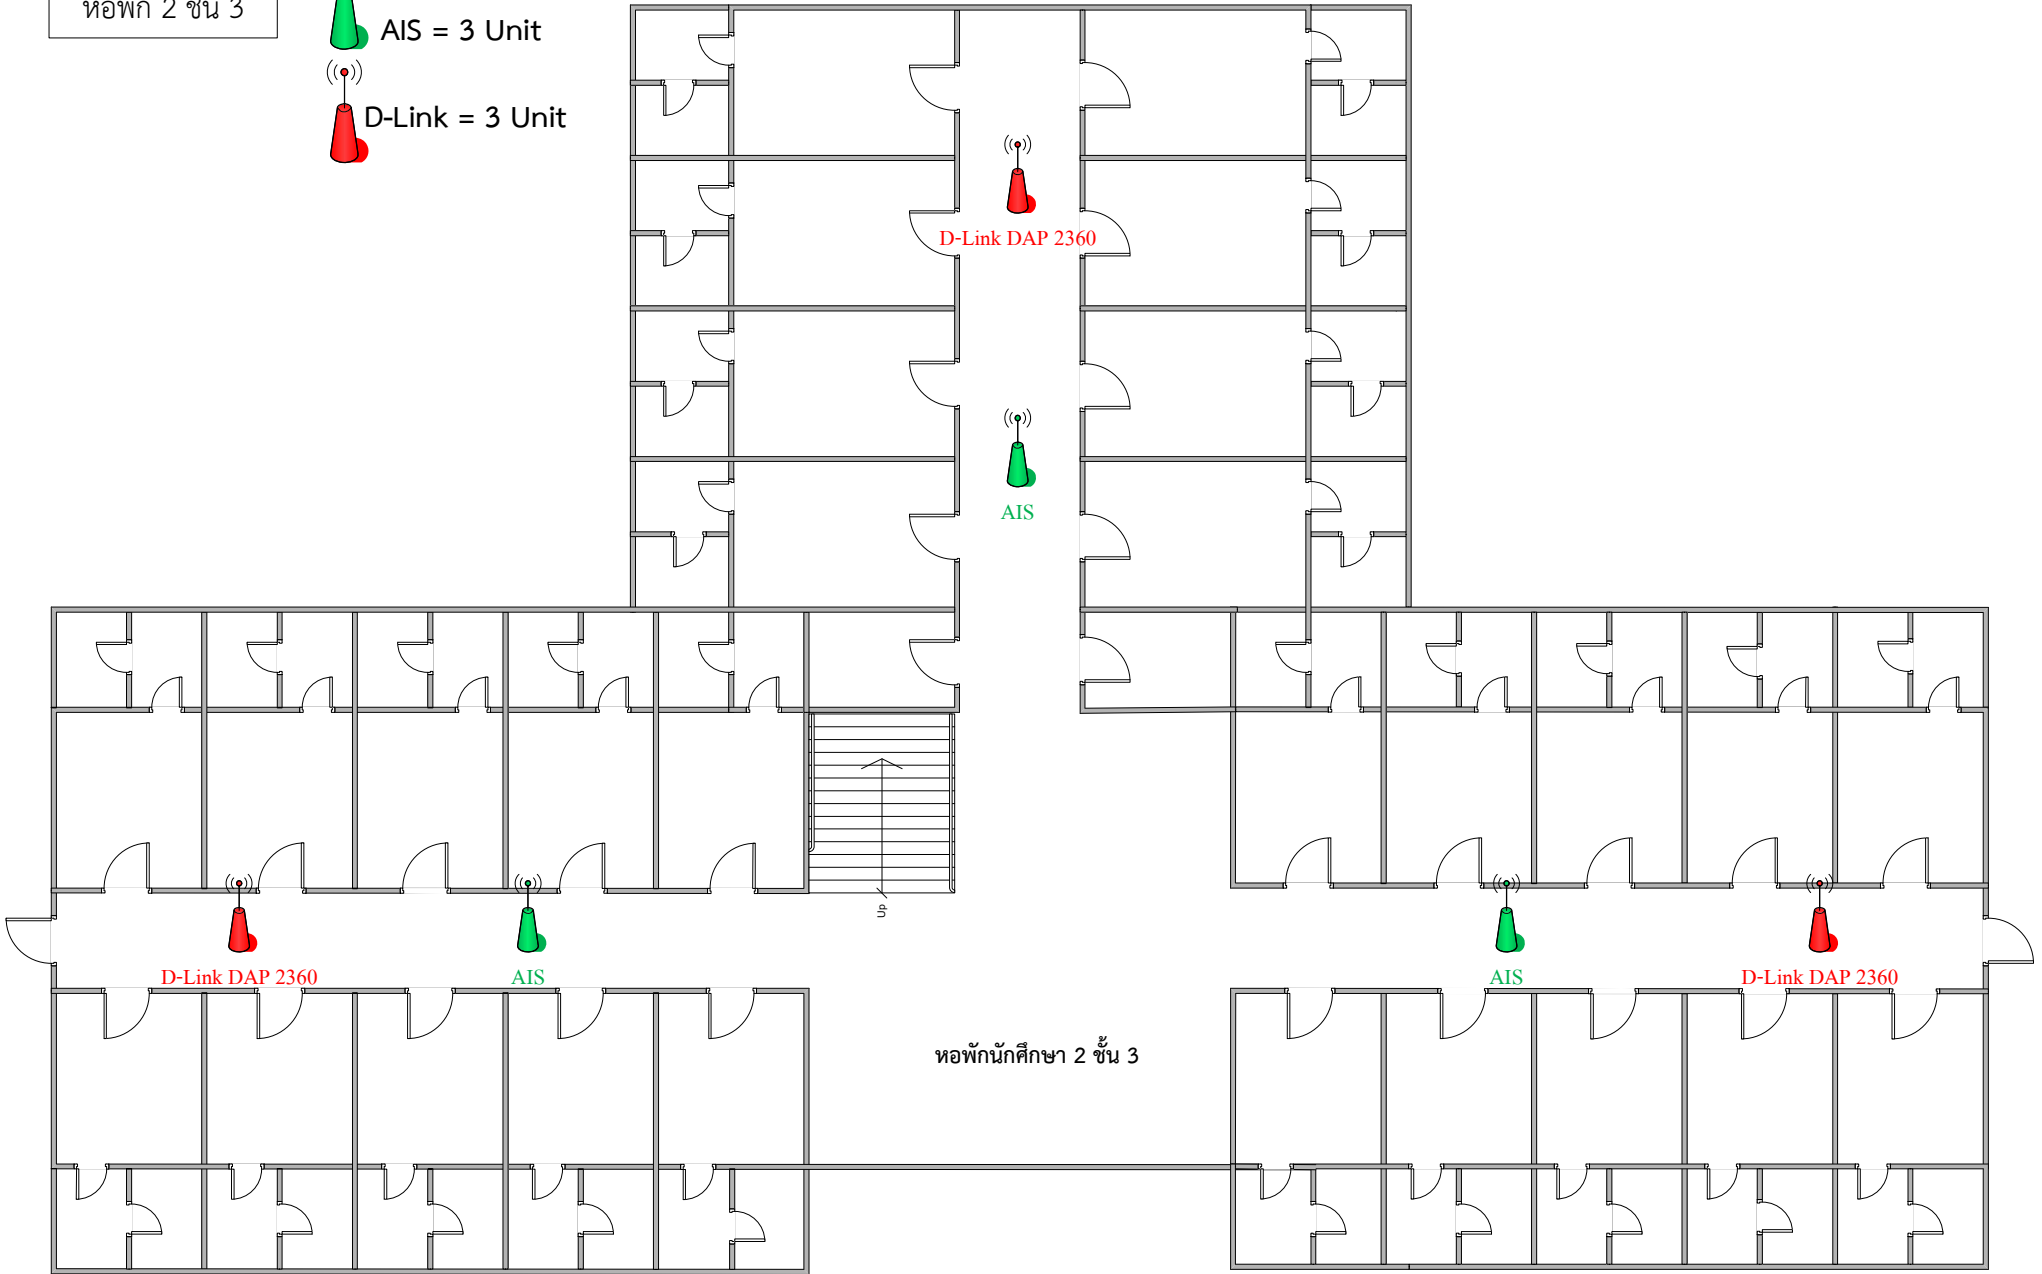 หอพัก 2 ชั้น 3
AIS = 3 Unit
D-Link = 3 Unit
D-Link DAP 2360
AIS
Up
D-Link DAP 2360
AIS
AIS
D-Link DAP 2360
หอพักนักศึกษา 2 ชั้น 3